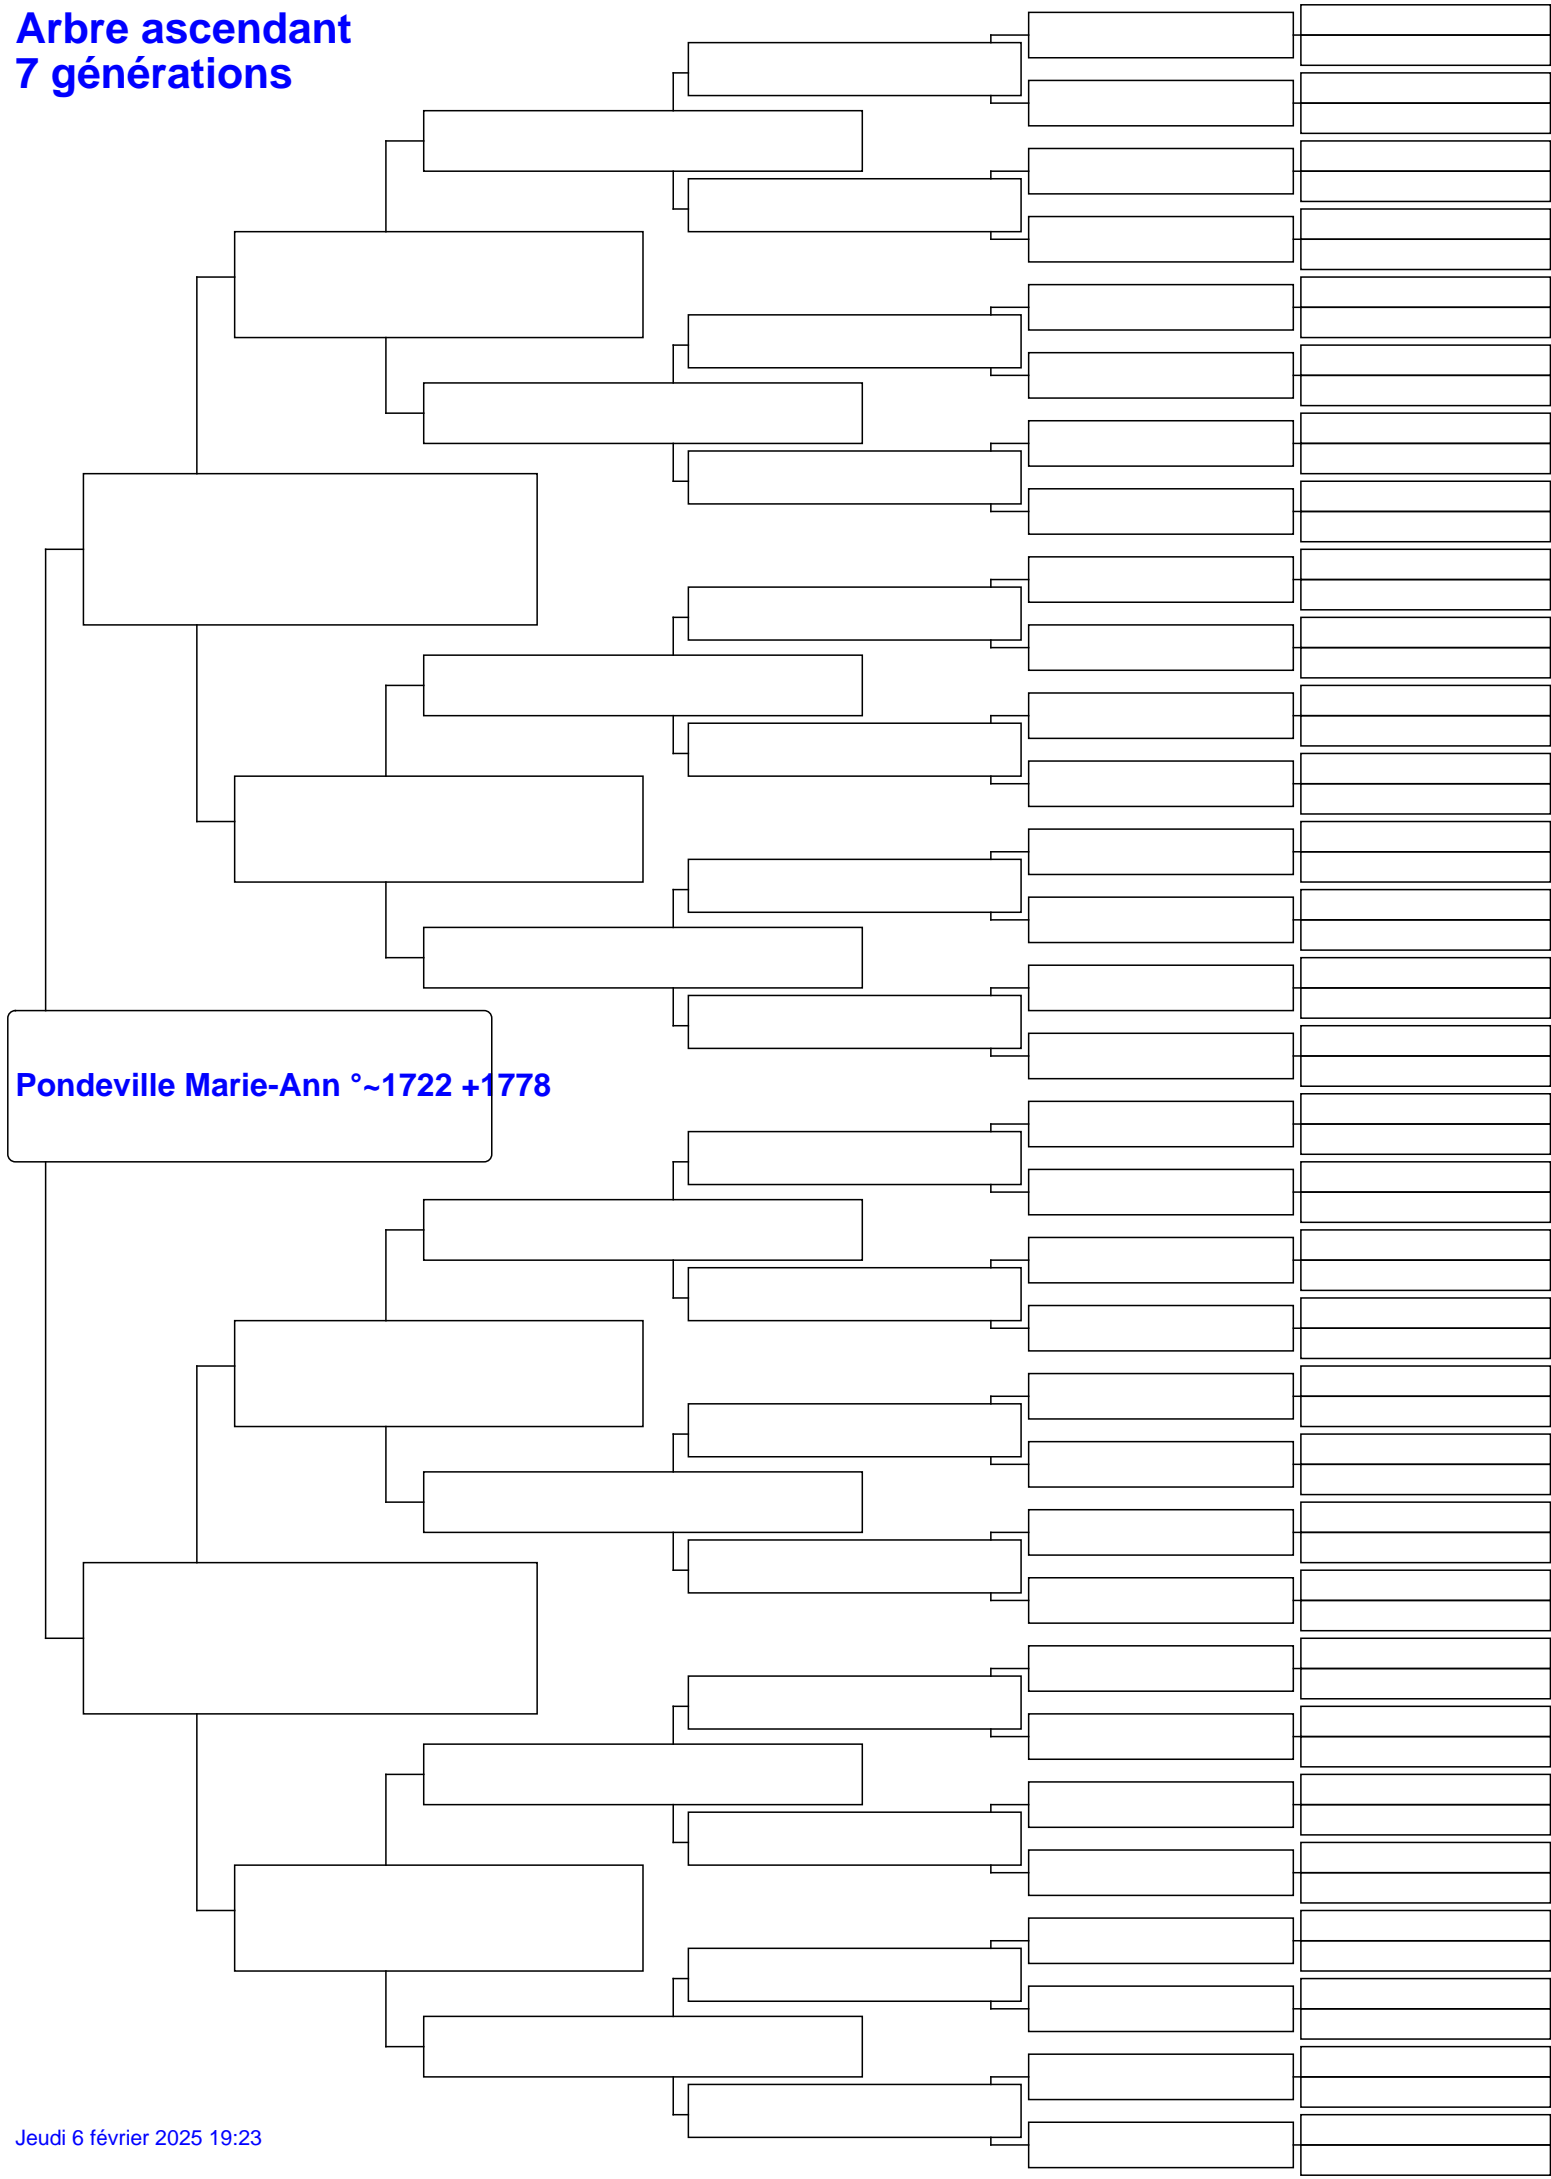 Arbre ascendant
7 générations
Pondeville Marie-Ann °~1722 +1778
Jeudi 6 février 2025 19:23